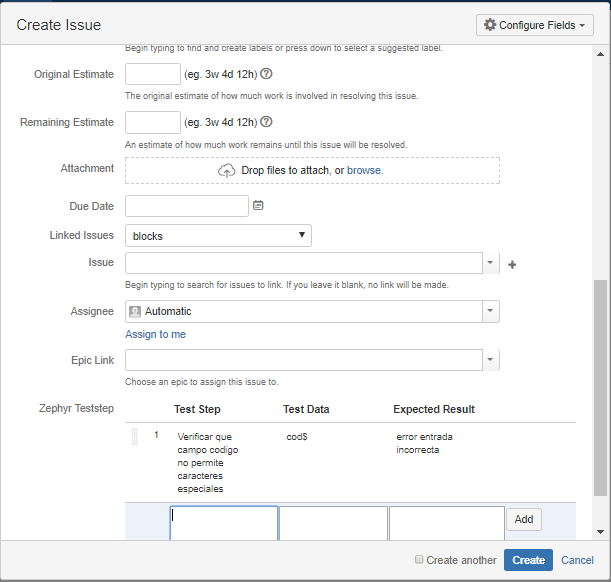 Create Issue
Configure Fields
Begin typing to find and create labels or press down to select a suggested label.
Original Estimate (eg. 3w 4d 12h)
The original estimate of how much work is involved in resolving this issue.
Remaining Estimate (eg. 3w 4d 12h)
An estimate of how much work remains until this issue will be resolved.
Attachment Drop files to attach, or browse.
Due Date
Linked Issues blocks
Issue
Begin typing to search for issues to link. If you leave it blank, no link will be made.
Assignee Automatic
Assign to me
Epic Link
Choose an epic to assign this issue to.
Zephyr Teststep Test Step Test Data Expected Result
1 Verificar que cod$ error entrada
campo codigo incorrecta
no permite
caracteres
especiales
Add
Create another Create Cancel